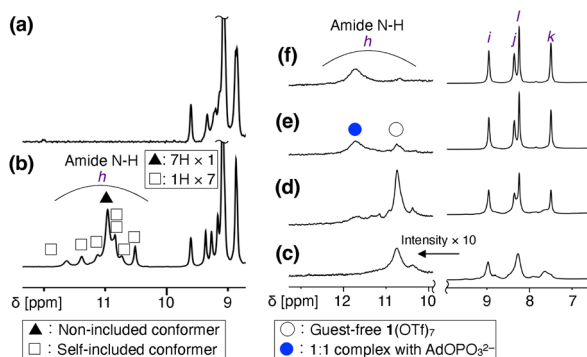 (a)
(b)
Amide N-H
h
▲: 7H × 1
□: 1H × 7
δ [ppm]
11
10
9
▲: Non-included conformer
□: Self-included conformer
Amide N-H
h
(f)
i
j
l
k
(e)
(d)
(c)
Intensity × 10
δ [ppm]
12
11
10
9
8
7
○: Guest-free 1(OTf)₇
●: 1:1 complex with AdOPO₃²⁻